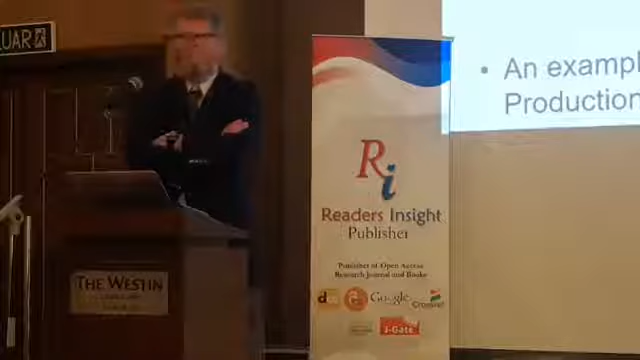 LUAR
THE WESTIN
Ri
Readers Insight
Publisher
Publisher of Open Access
Research Journal and Books
Google
Crossref
J-Gate
• An exampl
Production